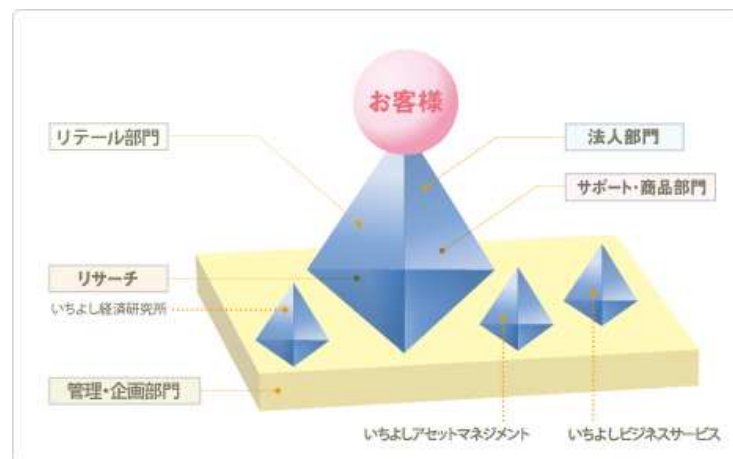 お客様
リテール部門
法人部門
サポート・商品部門
リサーチ
いちよし経済研究所
管理・企画部門
いちよしアセットマネジメント
いちよしビジネスサービス